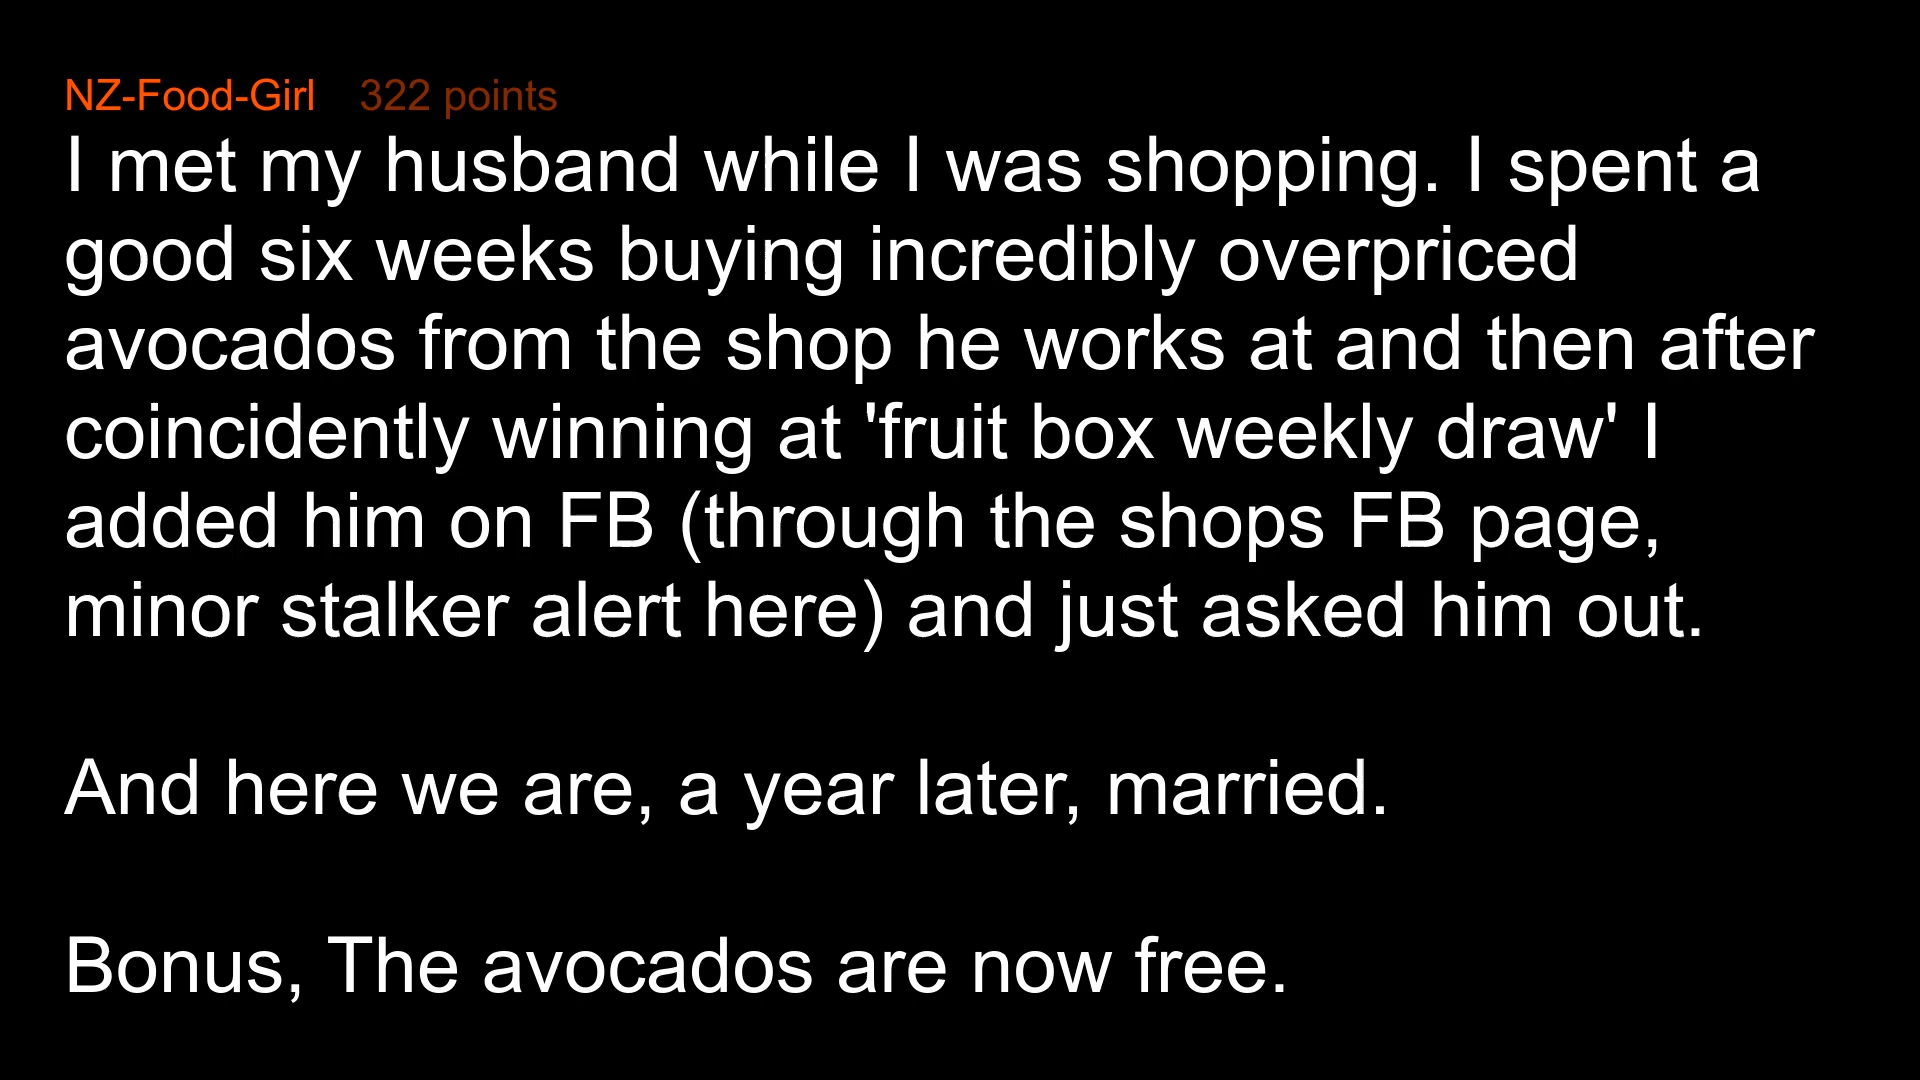 NZ-Food-Girl 322 points
I met my husband while I was shopping. I spent a
good six weeks buying incredibly overpriced
avocados from the shop he works at and then after
coincidently winning at 'fruit box weekly draw' I
added him on FB (through the shops FB page,
minor stalker alert here) and just asked him out.
And here we are, a year later, married.
Bonus, The avocados are now free.